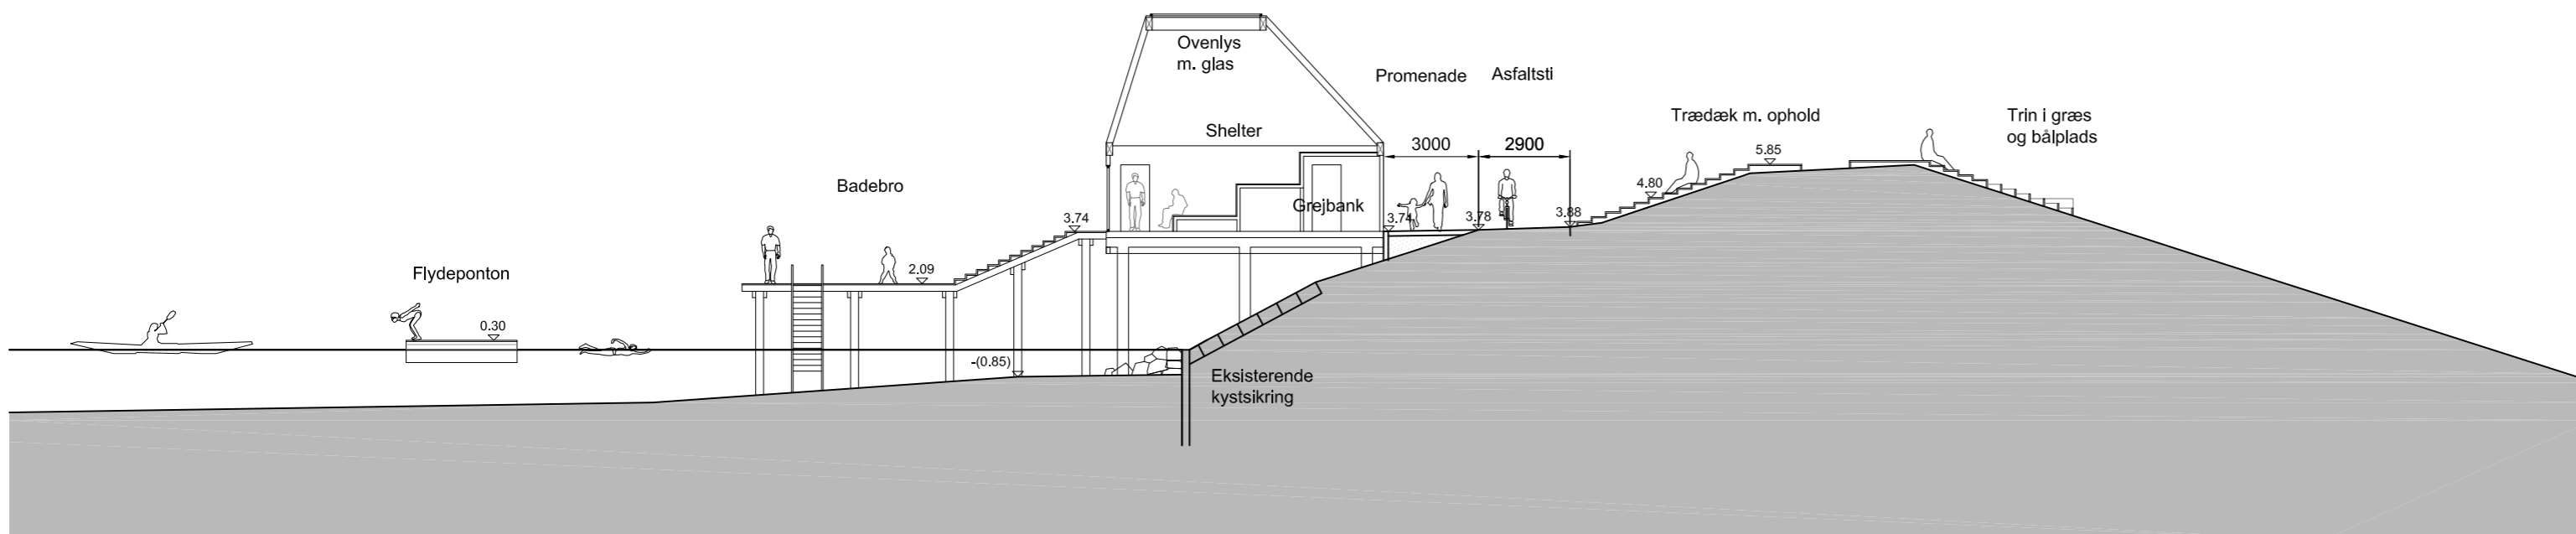 Ovenlys
m. glas
Promenade
Asfaltsti
Trædæk m. ophold
Trin i græs
og bålplads
Shelter
3000
2900
5.85
Badebro
4.80
Grejbank
3.74
3.74
3.78
3.88
Flydeponton
2.09
0.30
-(0.85)
Eksisterende
kystsikring